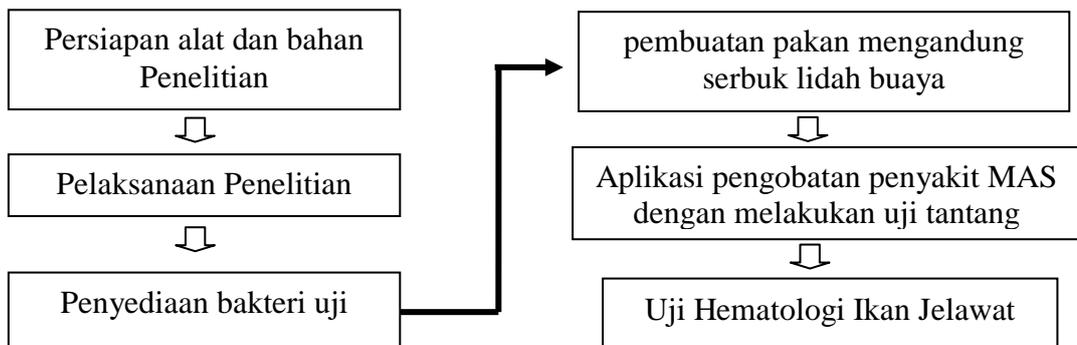 Persiapan alat dan bahan
Penelitian
Pelaksanaan Penelitian
Penyediaan bakteri uji
pembuatan pakan mengandung
serbuk lidah buaya
Aplikasi pengobatan penyakit MAS
dengan melakukan uji tantang
Uji Hematologi Ikan Jelawat